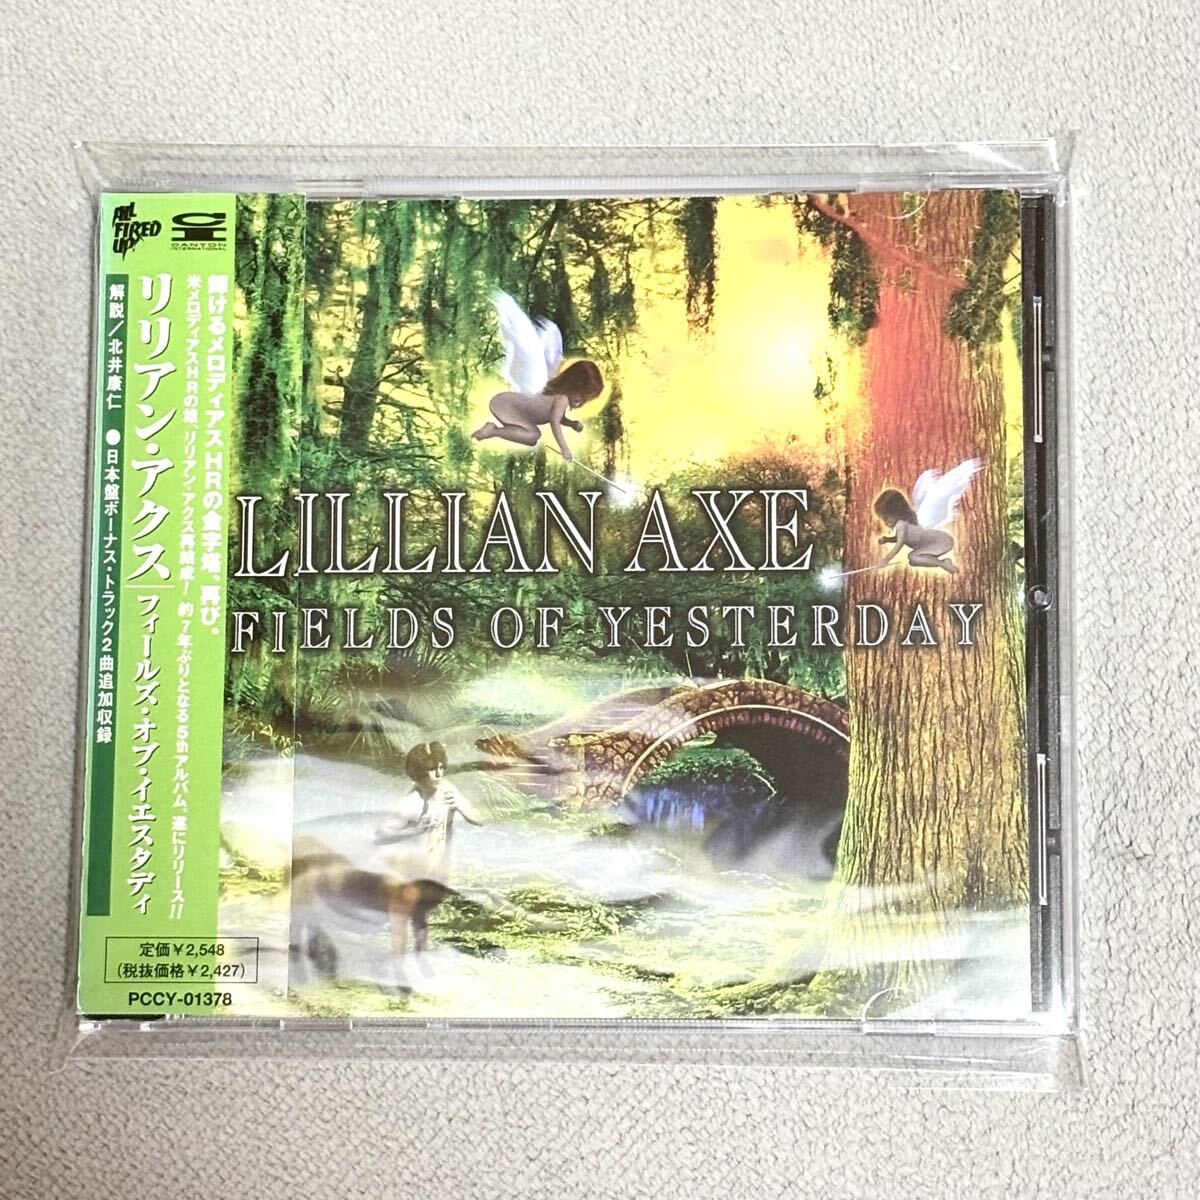 ALL
FIRED
UP
CANYON
INTERNATIONAL
輝けるメロディアスHRの金字塔、再び。
米メロディアスHRの雄、リリアン・アクス再編成! 約7年ぶりとなる5thアルバム、遂にリリース!!
リリアン・アクス|フィールズ・オブ・イエスタデイ
解説/北井康仁 ●日本盤ボーナス・トラック2曲追加収録
定価¥2,548
(税抜価格¥2,427)
PCCY-01378
LILLIAN AXE
FIELDS OF YESTERDAY